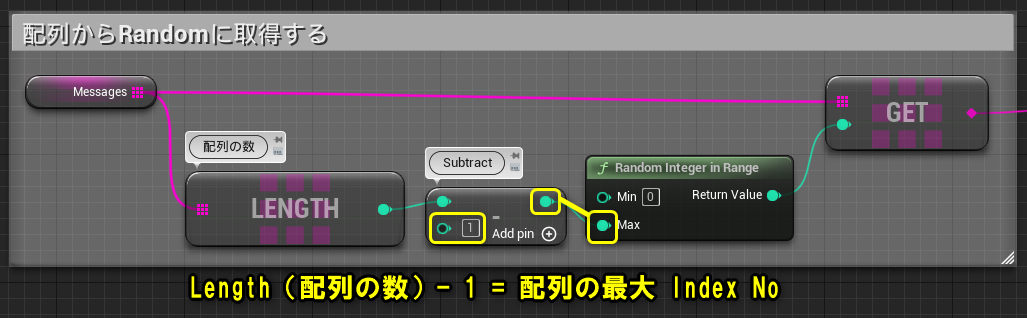 配列からRandomに取得する
Messages
配列の数
LENGTH
Subtract
1
-
Add pin
Random Integer in Range
Min 0
Return Value
Max
GET
Length（配列の数）- 1 = 配列の最大 Index No